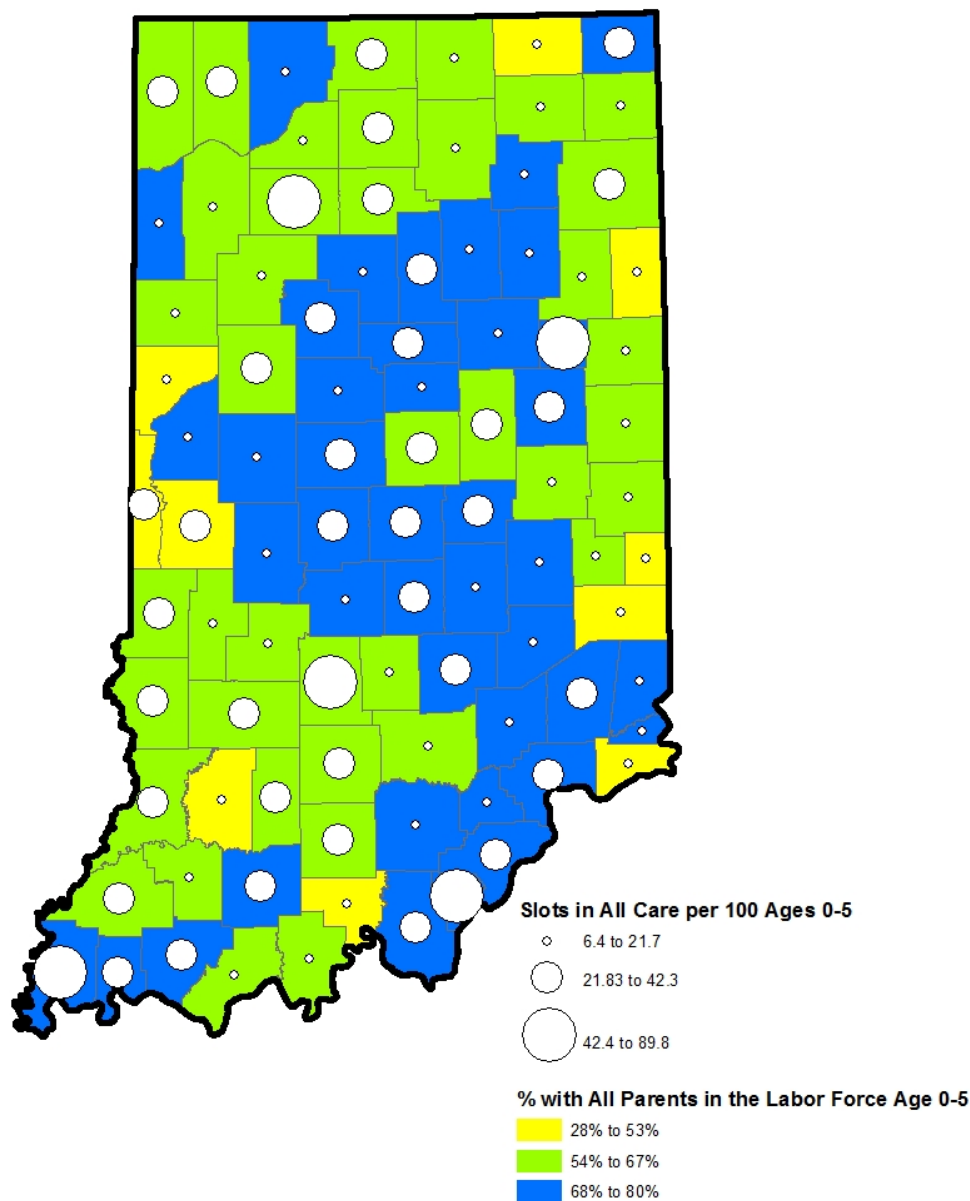 Slots in All Care per 100 Ages 0-5
6.4 to 21.7
21.83 to 42.3
42.4 to 89.8
% with All Parents in the Labor Force Age 0-5
28% to 53%
54% to 67%
68% to 80%